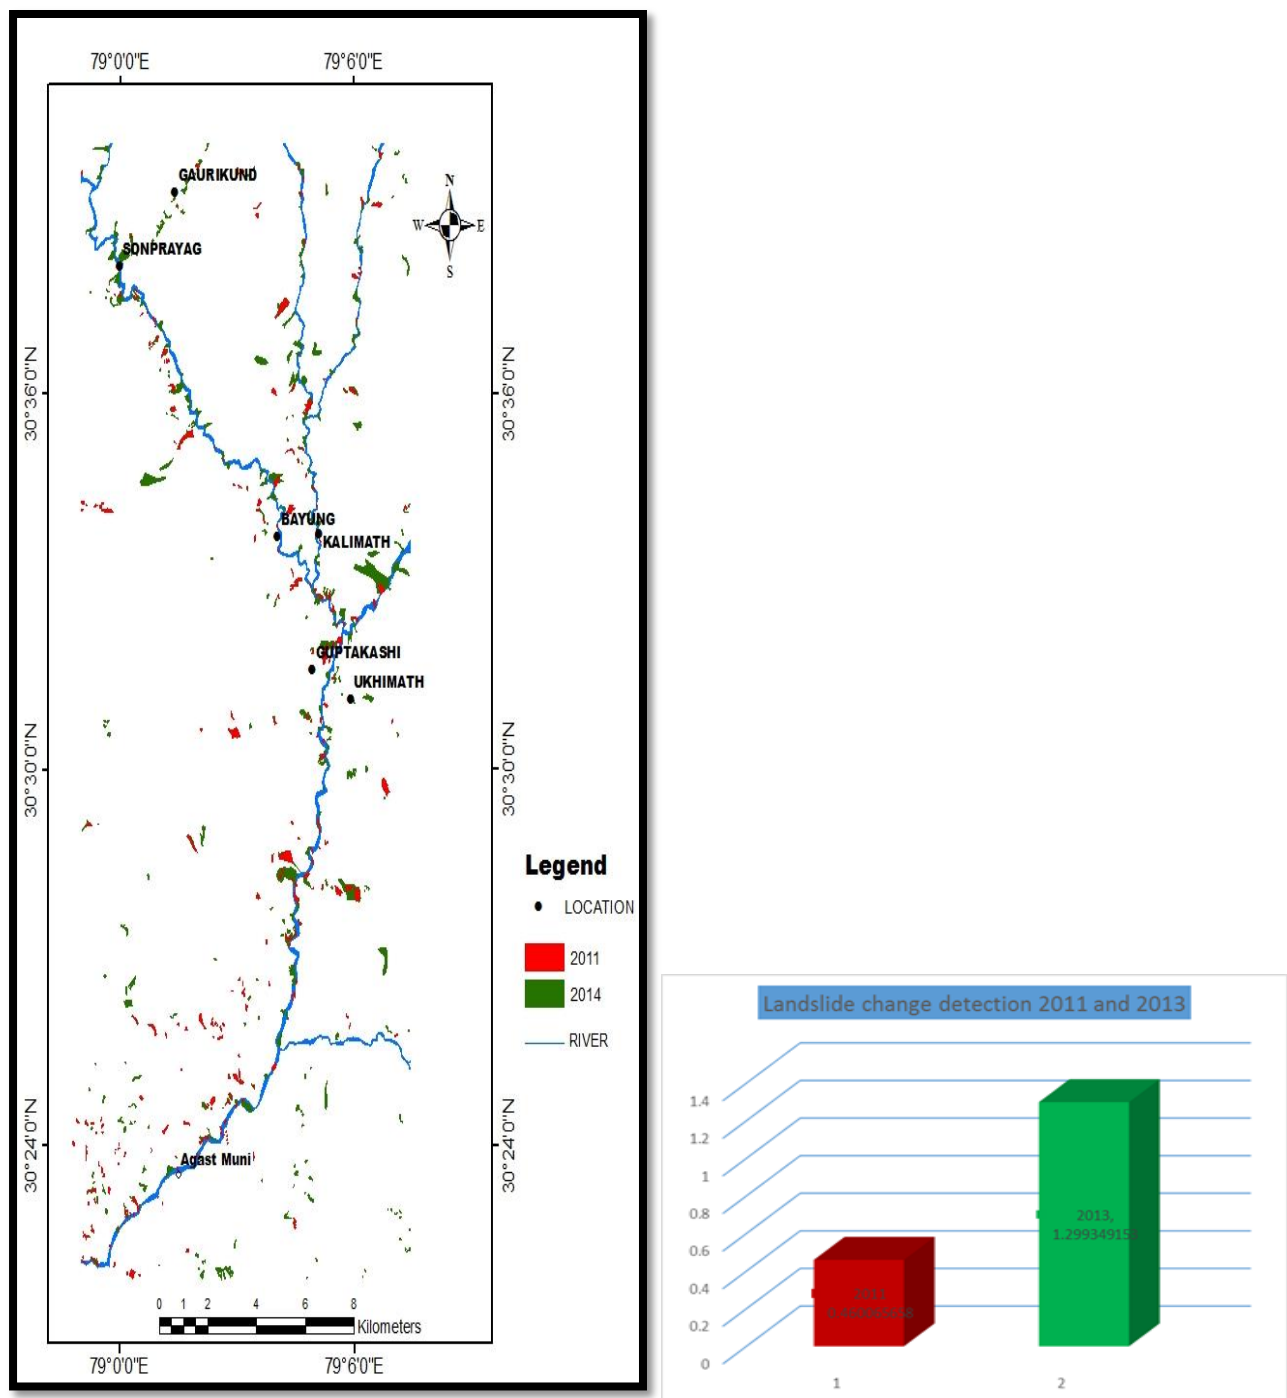 79°0'0"E
79°6'0"E
GAURIKUND
N
W
E
S
SONPRAYAG
30°36'0"N
30°36'0"N
BAYUNG
KALIMATH
GUPTAKASHI
UKHIMATH
30°30'0"N
30°30'0"N
Legend
LOCATION
2011
2014
RIVER
30°24'0"N
30°24'0"N
Agast Muni
0 1 2 4 6 8
Kilometers
79°0'0"E
79°6'0"E
Landslide change detection 2011 and 2013
1.4
1.2
1
0.8
0.6
0.4
0.2
0
2011
2013,
1
2